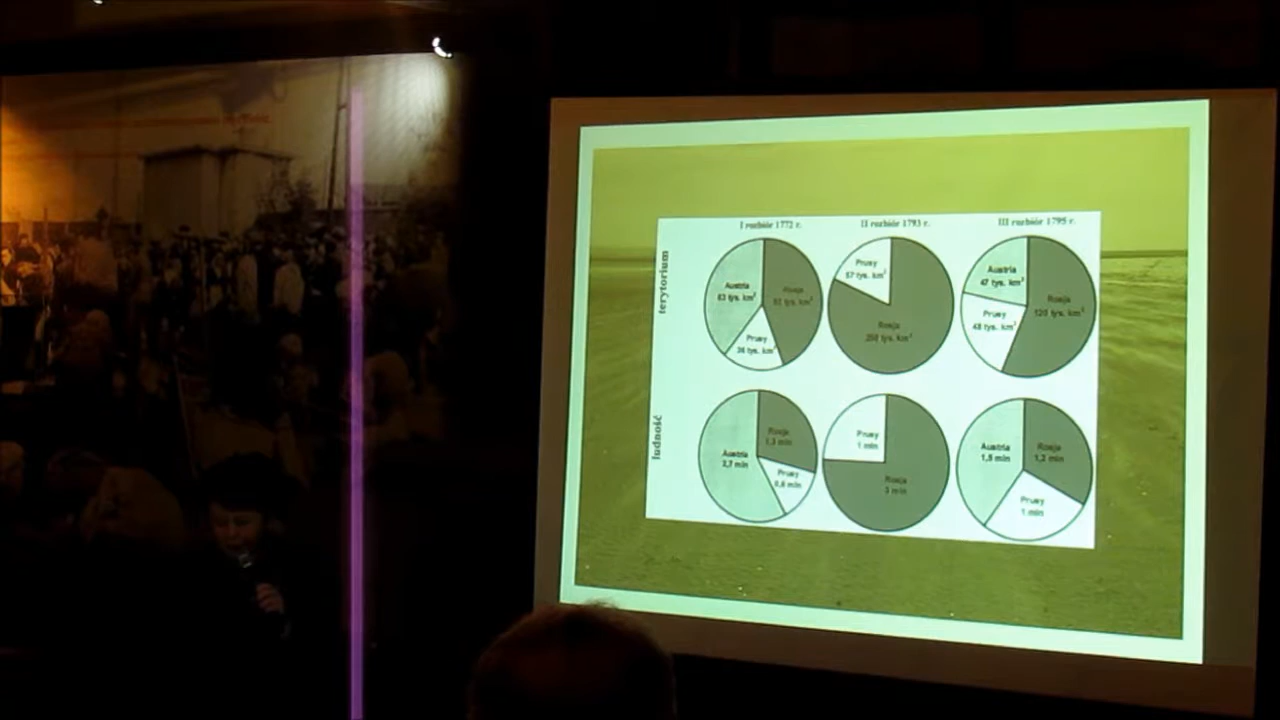 I rozbiór 1772 r.
II rozbiór 1793 r.
III rozbiór 1795 r.
terytorium
Austria
83 tys. km²
Rosja
92 tys. km²
Prusy
36 tys. km²
Prusy
57 tys. km²
Rosja
250 tys. km²
Austria
47 tys. km²
Rosja
120 tys. km²
Prusy
48 tys. km²
ludność
Rosja
1,3 mln
Austria
2,7 mln
Prusy
0,6 mln
Prusy
1 mln
Rosja
3 mln
Austria
1,5 mln
Rosja
1,2 mln
Prusy
1 mln